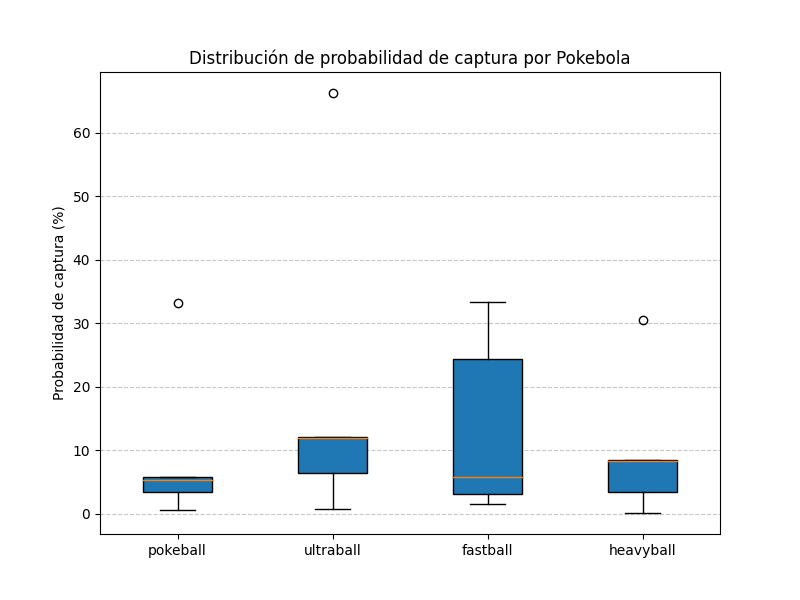 Distribución de probabilidad de captura por Pokebola
Probabilidad de captura (%)
60
50
40
30
20
10
0
pokeball
ultraball
fastball
heavyball